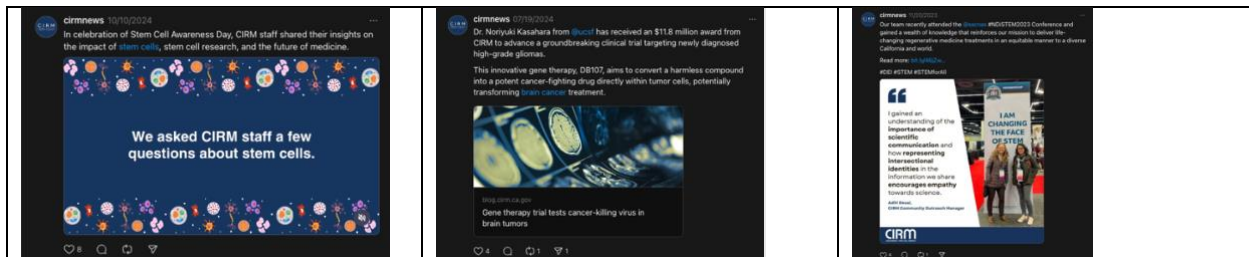 cirmnews 10/10/2024
In celebration of Stem Cell Awareness Day, CIRM staff shared their insights on
the impact of stem cells, stem cell research, and the future of medicine.
We asked CIRM staff a few
questions about stem cells.
8
cirmnews 07/19/2024
Dr. Noriyuki Kasahara from @ucsf has received an $11.8 million award from
CIRM to advance a groundbreaking clinical trial targeting newly diagnosed
high-grade gliomas.
This innovative gene therapy, DB107, aims to convert a harmless compound
into a potent cancer-fighting drug directly within tumor cells, potentially
transforming brain cancer treatment.
blog.cirm.ca.gov
Gene therapy trial tests cancer-killing virus in
brain tumors
4 1 1
cirmnews
Our team recently attended the #NDiSTEM2023 Conference and
gained a wealth of knowledge that reinforces our mission to deliver life-
changing regenerative medicine treatments in an equitable manner to a diverse
California and world.
Read more:
#DEI #STEM #STEMforAll
I gained an
understanding of the
importance of
scientific
communication and
how representing
intersectional
identities in the
information we share
encourages empathy
towards science.
CIRM Community Outreach Manager
I AM
CHANGING
THE FACE
OF STEM
CIRM